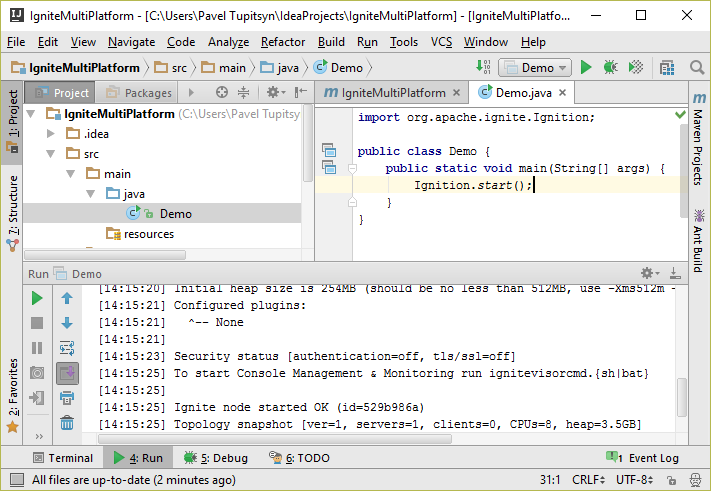 IgniteMultiPlatform - [C:\Users\Pavel Tupitsyn\IdeaProjects\IgniteMultiPlatform] - [IgniteMultiPlatfo...
File Edit View Navigate Code Analyze Refactor Build Run Tools VCS Window Help
IgniteMultiPlatform src main java Demo Demo
1: Project
7: Structure
2: Favorites
Project Packages
IgniteMultiPlatform (C:\Users\Pavel Tupitsy
.idea
src
main
java
Demo
resources
IgniteMultiPlatform Demo.java
import org.apache.ignite.Ignition;
public class Demo {
public static void main(String[] args) {
Ignition.start();
}
}
Maven Projects
Ant Build
Run Demo
[14:15:20] Initial heap size is 254MB (should be no less than 512MB, use -Xms512m -
[14:15:21] Configured plugins:
[14:15:21] ^-- None
[14:15:21]
[14:15:23] Security status [authentication=off, tls/ssl=off]
[14:15:25] To start Console Management & Monitoring run ignitevisorcmd.{sh|bat}
[14:15:25]
[14:15:25] Ignite node started OK (id=529b986a)
[14:15:25] Topology snapshot [ver=1, servers=1, clients=0, CPUs=8, heap=3.5GB]
Terminal 4: Run 5: Debug 6: TODO 1 Event Log
All files are up-to-date (2 minutes ago) 31:1 CRLF UTF-8